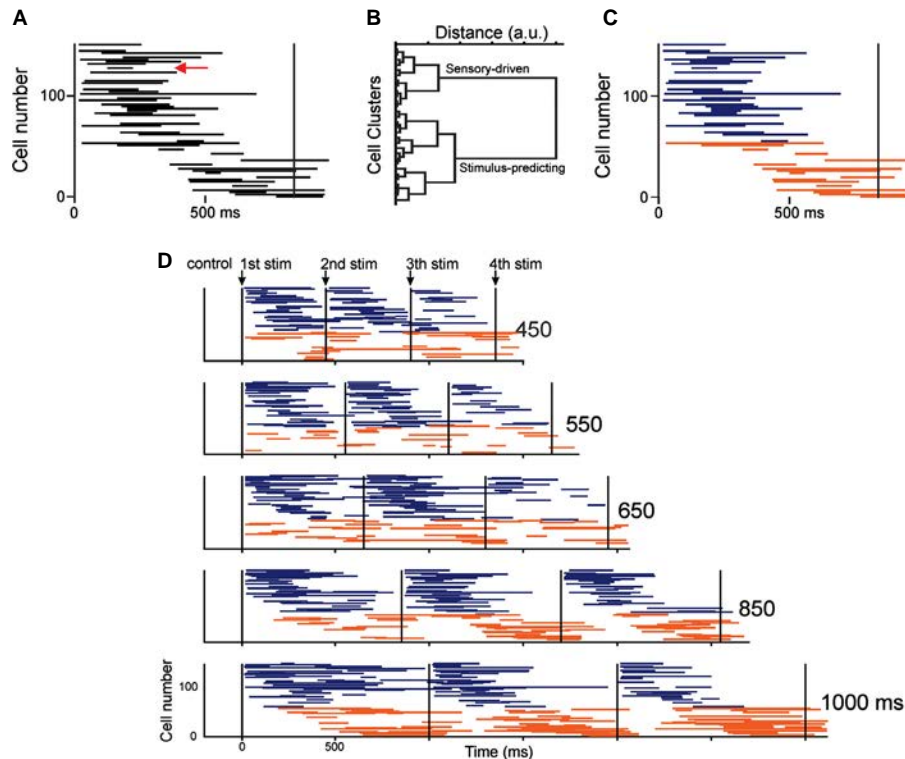 A
B
C
Cell number
100
0
0
500 ms
Distance (a.u.)
Cell Clusters
Sensory-driven
Stimulus-predicting
Cell number
100
0
0
500 ms
D
control 1st stim 2nd stim 3th stim 4th stim
450
550
650
850
1000 ms
Cell number
100
0
0
500
Time (ms)